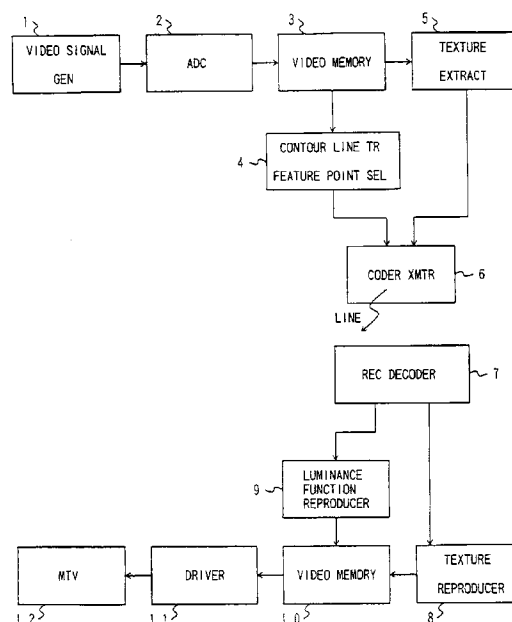 1
2
3
5
VIDEO SIGNAL
GEN
ADC
VIDEO MEMORY
TEXTURE
EXTRACT
4
CONTOUR LINE TR
FEATURE POINT SEL
CODER XMTR
6
LINE
REC DECODER
7
9
LUMINANCE
FUNCTION
REPRODUCER
MTV
DRIVER
VIDEO MEMORY
TEXTURE
REPRODUCER
12
11
10
8